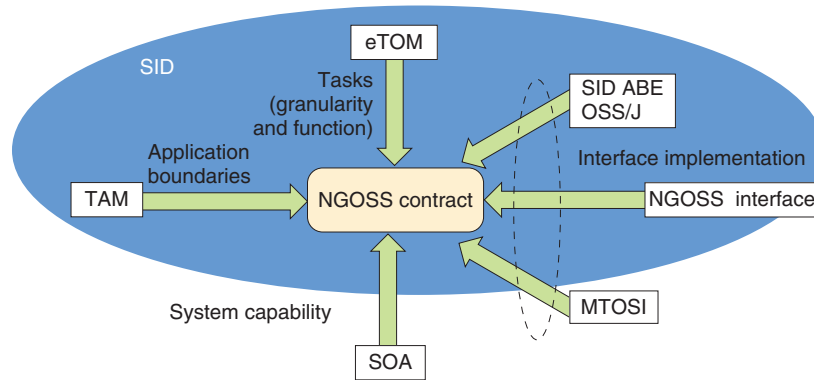 eTOM
SID
Tasks
(granularity
and function)
SID ABE
OSS/J
Application
boundaries
Interface implementation
TAM
NGOSS contract
NGOSS interface
System capability
MTOSI
SOA